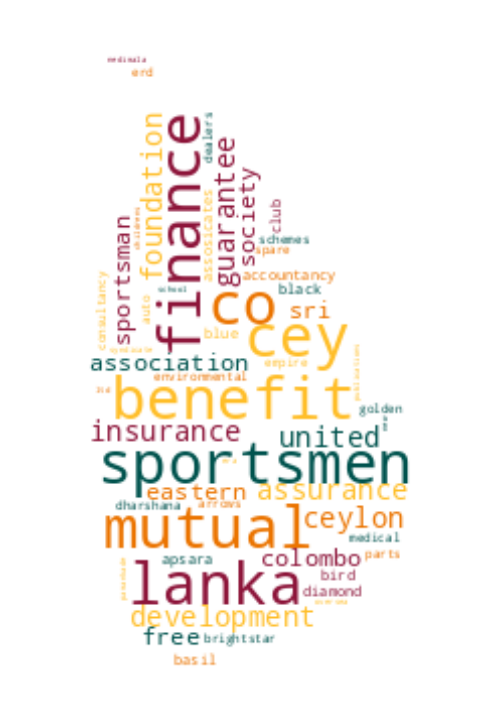 erd
finance
foundation
dealers
guarantee
society
club
sportsman
associates
schemes
spare
accountancy
consultancy
school
black
co
sri
auto
blue
cey
association
empire
environmental
publications
ltd
benefit
golden
insurance
united
sportsmen
eastern
assurance
dharshana
arrows
mutual
ceylon
medical
parts
apsara
colombo
bird
lanka
diamond
development
free
brightstar
basil